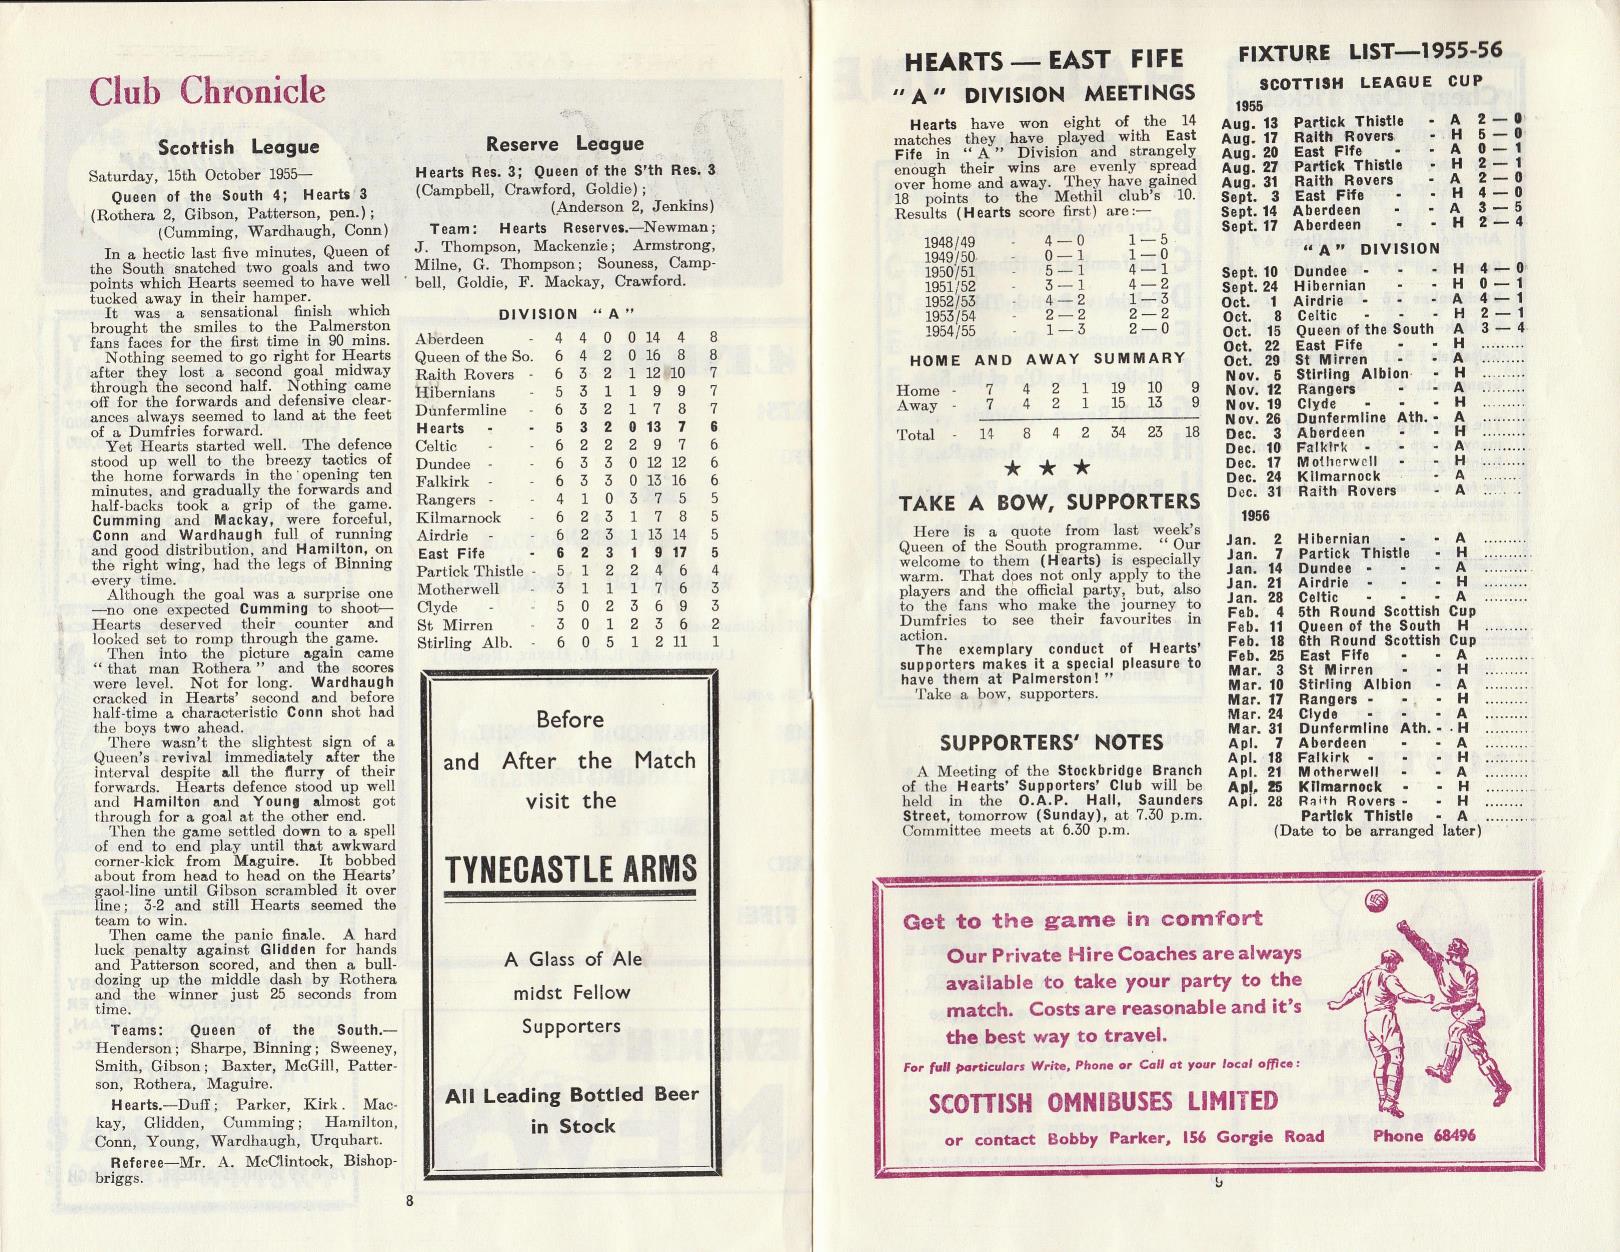 Club Chronicle
Scottish League
Saturday, 15th October 1955—
Queen of the South 4; Hearts 3
(Rothera 2, Gibson, Patterson, pen.);
(Cumming, Wardhaugh, Conn)
In a hectic last five minutes, Queen of
the South snatched two goals and two
points which Hearts seemed to have well
tucked away in their hamper.
It was a sensational finish which
brought the smiles to the Palmerston
fans faces for the first time in 90 mins.
Nothing seemed to go right for Hearts
after they lost a second goal midway
through the second half. Nothing came
off for the forwards and defensive clear-
ances always seemed to land at the feet
of a Dumfries forward.
Yet Hearts started well. The defence
stood up well to the breezy tactics of
the home forwards in the opening ten
minutes, and gradually the forwards and
half-backs took a grip of the game.
Cumming and Mackay, were forceful,
Conn and Wardhaugh full of running
and good distribution, and Hamilton, on
the right wing, had the legs of Binning
every time.
Although the goal was a surprise one
—no one expected Cumming to shoot—
Hearts deserved their counter and
looked set to romp through the game.
Then into the picture again came
" that man Rothera " and the scores
were level. Not for long. Wardhaugh
cracked in Hearts' second and before
half-time a characteristic Conn shot had
the boys two ahead.
There wasn't the slightest sign of a
Queen's revival immediately after the
interval despite all the flurry of their
forwards. Hearts defence stood up well
and Hamilton and Young almost got
through for a goal at the other end.
Then the game settled down to a spell
of end to end play until that awkward
corner-kick from Maguire. It bobbed
about from head to head on the Hearts'
gaol-line until Gibson scrambled it over
line; 3-2 and still Hearts seemed the
team to win.
Then came the panic finale. A hard
luck penalty against Glidden for hands
and Patterson scored, and then a bull-
dozing up the middle dash by Rothera
and the winner just 25 seconds from
time.
Teams: Queen of the South.—
Henderson; Sharpe, Binning; Sweeney,
Smith, Gibson; Baxter, McGill, Patter-
son, Rothera, Maguire.
Hearts.—Duff; Parker, Kirk. Mac-
kay, Glidden, Cumming; Hamilton,
Conn, Young, Wardhaugh, Urquhart.
Referee—Mr. A. McClintock, Bishop-
briggs.
Reserve League
Hearts Res. 3; Queen of the S'th Res. 3
(Campbell, Crawford, Goldie);
(Anderson 2, Jenkins)
Team: Hearts Reserves.—Newman;
J. Thompson, Mackenzie; Armstrong,
Milne, G. Thompson; Souness, Camp-
bell, Goldie, F. Mackay, Crawford.
DIVISION " A "
Aberdeen - 4 4 0 0 14 4 8
Queen of the So. 6 4 2 0 16 8 8
Raith Rovers - 6 3 2 1 12 10 7
Hibernians - 5 3 1 1 9 9 7
Dunfermline - 6 3 2 1 7 8 7
Hearts - - 5 3 2 0 13 7 6
Celtic - - 6 2 2 2 9 7 6
Dundee - - 6 3 3 0 12 12 6
Falkirk - - 6 3 3 0 13 16 6
Rangers - - 4 1 0 3 7 5 5
Kilmarnock - 6 2 3 1 7 8 5
Airdrie - - 6 2 3 1 13 14 5
East Fife - 6 2 3 1 9 17 5
Partick Thistle - 5 1 2 2 4 6 4
Motherwell - 3 1 1 1 7 6 3
Clyde - - 5 0 2 3 6 9 3
St Mirren - 3 0 1 2 3 6 2
Stirling Alb. - 6 0 5 1 2 11 1
Before
and After the Match
visit the
TYNECASTLE ARMS
A Glass of Ale
midst Fellow
Supporters
All Leading Bottled Beer
in Stock
8
HEARTS — EAST FIFE
" A " DIVISION MEETINGS
Hearts have won eight of the 14
matches they have played with East
Fife in " A " Division and strangely
enough their wins are evenly spread
over home and away. They have gained
18 points to the Methil club's 10.
Results (Hearts score first) are:—
1948/49 - 4—0 1—5
1949/50 - 0—1 1—0
1950/51 - 5—1 4—1
1951/52 - 3—1 4—2
1952/53 - 4—2 1—3
1953/54 - 2—2 2—2
1954/55 - 1—3 2—0
HOME AND AWAY SUMMARY
Home - 7 4 2 1 19 10 9
Away - 7 4 2 1 15 13 9
Total - 14 8 4 2 34 23 18
TAKE A BOW, SUPPORTERS
Here is a quote from last week's
Queen of the South programme. " Our
welcome to them (Hearts) is especially
warm. That does not only apply to the
players and the official party, but, also
to the fans who make the journey to
Dumfries to see their favourites in
action.
The exemplary conduct of Hearts'
supporters makes it a special pleasure to
have them at Palmerston! "
Take a bow, supporters.
SUPPORTERS' NOTES
A Meeting of the Stockbridge Branch
of the Hearts' Supporters' Club will be
held in the O.A.P. Hall, Saunders
Street, tomorrow (Sunday), at 7.30 p.m.
Committee meets at 6.30 p.m.
FIXTURE LIST—1955-56
SCOTTISH LEAGUE CUP
1955
Aug. 13 Partick Thistle - A 2—0
Aug. 17 Raith Rovers - H 5—0
Aug. 20 East Fife - - A 0—1
Aug. 27 Partick Thistle - H 2—1
Aug. 31 Raith Rovers - A 2—0
Sept. 3 East Fife - - H 4—0
Sept. 14 Aberdeen - - A 3—5
Sept. 17 Aberdeen - - H 2—4
" A " DIVISION
Sept. 10 Dundee - - - H 4—0
Sept. 24 Hibernian - - H 0—1
Oct. 1 Airdrie - - - A 4—1
Oct. 8 Celtic - - - H 2—1
Oct. 15 Queen of the South A 3—4
Oct. 22 East Fife - - H ........
Oct. 29 St Mirren - - A ........
Nov. 5 Stirling Albion - H ........
Nov. 12 Rangers - - A ........
Nov. 19 Clyde - - - H ........
Nov. 26 Dunfermline Ath. - A ........
Dec. 3 Aberdeen - - H ........
Dec. 10 Falkirk - - - A ........
Dec. 17 Motherwell - - H ........
Dec. 24 Kilmarnock - - A ........
Dec. 31 Raith Rovers - A ........
1956
Jan. 2 Hibernian - - A ........
Jan. 7 Partick Thistle - H ........
Jan. 14 Dundee - - - A ........
Jan. 21 Airdrie - - - H ........
Jan. 28 Celtic - - - A ........
Feb. 4 5th Round Scottish Cup
Feb. 11 Queen of the South H ........
Feb. 18 6th Round Scottish Cup
Feb. 25 East Fife - - A ........
Mar. 3 St Mirren - - H ........
Mar. 10 Stirling Albion - A ........
Mar. 17 Rangers - - - H ........
Mar. 24 Clyde - - - A ........
Mar. 31 Dunfermline Ath. - H ........
Apl. 7 Aberdeen - - A ........
Apl. 18 Falkirk - - - H ........
Apl. 21 Motherwell - - A ........
Apl. 25 Kilmarnock - - H ........
Apl. 28 Raith Rovers - - H ........
Partick Thistle - A ........
(Date to be arranged later)
Get to the game in comfort
Our Private Hire Coaches are always
available to take your party to the
match. Costs are reasonable and it's
the best way to travel.
For full particulars Write, Phone or Call at your local office:
SCOTTISH OMNIBUSES LIMITED
or contact Bobby Parker, 156 Gorgie Road Phone 68496
9